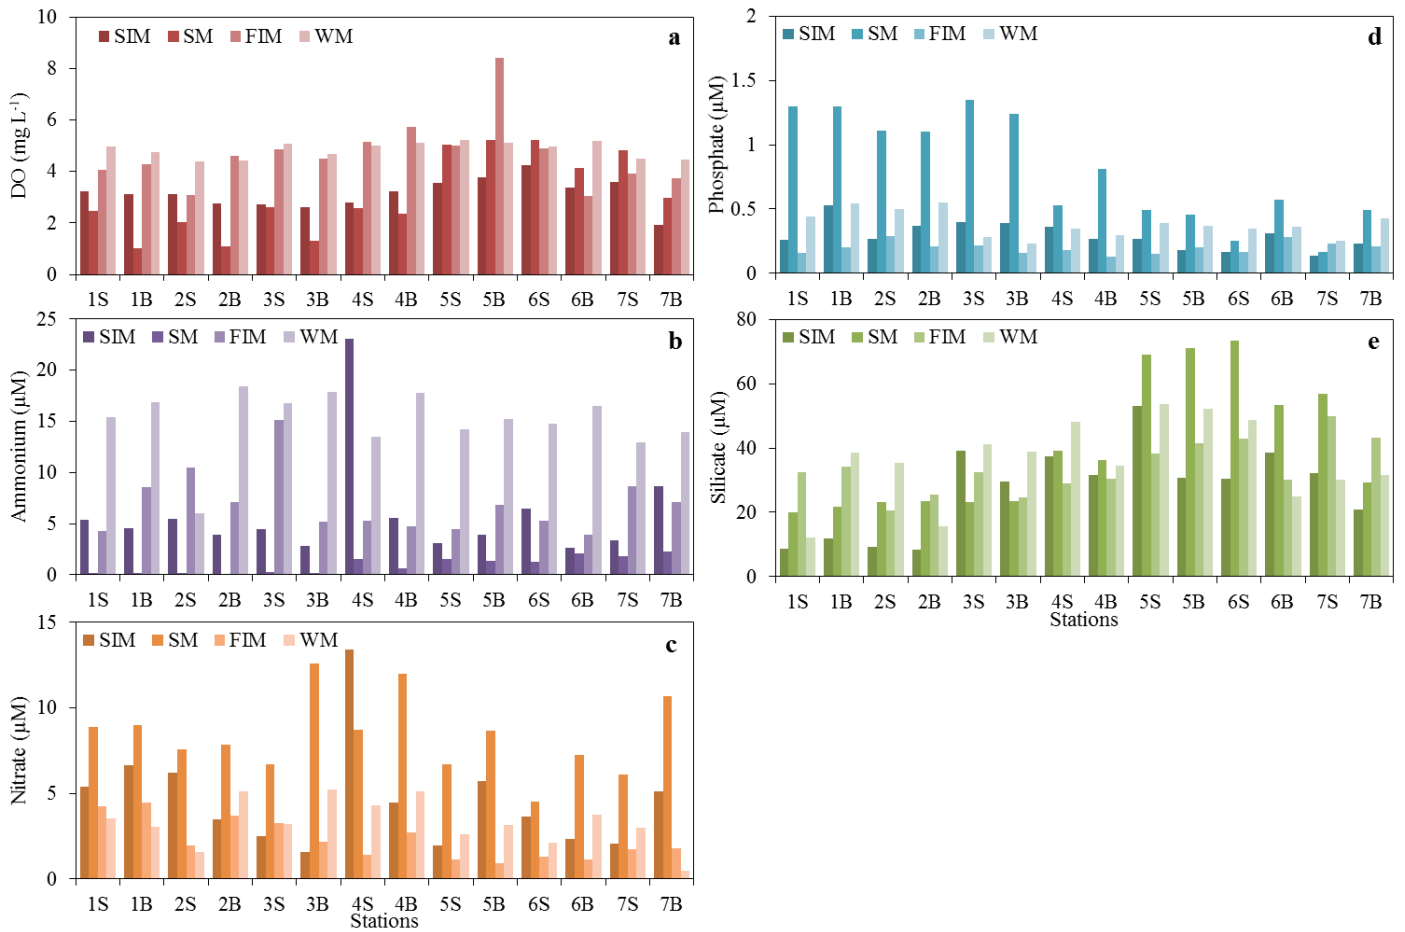 DO (mg L-1)
10
8
6
4
2
0
SIM SM FIM WM
a
1S 1B 2S 2B 3S 3B 4S 4B 5S 5B 6S 6B 7S 7B
Phosphate (µM)
2
1.5
1
0.5
0
SIM SM FIM WM
d
1S 1B 2S 2B 3S 3B 4S 4B 5S 5B 6S 6B 7S 7B
Ammonium (µM)
25
20
15
10
5
0
SIM SM FIM WM
b
1S 1B 2S 2B 3S 3B 4S 4B 5S 5B 6S 6B 7S 7B
Silicate (µM)
80
60
40
20
0
SIM SM FIM WM
e
1S 1B 2S 2B 3S 3B 4S 4B 5S 5B 6S 6B 7S 7B
Stations
Nitrate (µM)
15
10
5
0
SIM SM FIM WM
c
1S 1B 2S 2B 3S 3B 4S 4B 5S 5B 6S 6B 7S 7B
Stations